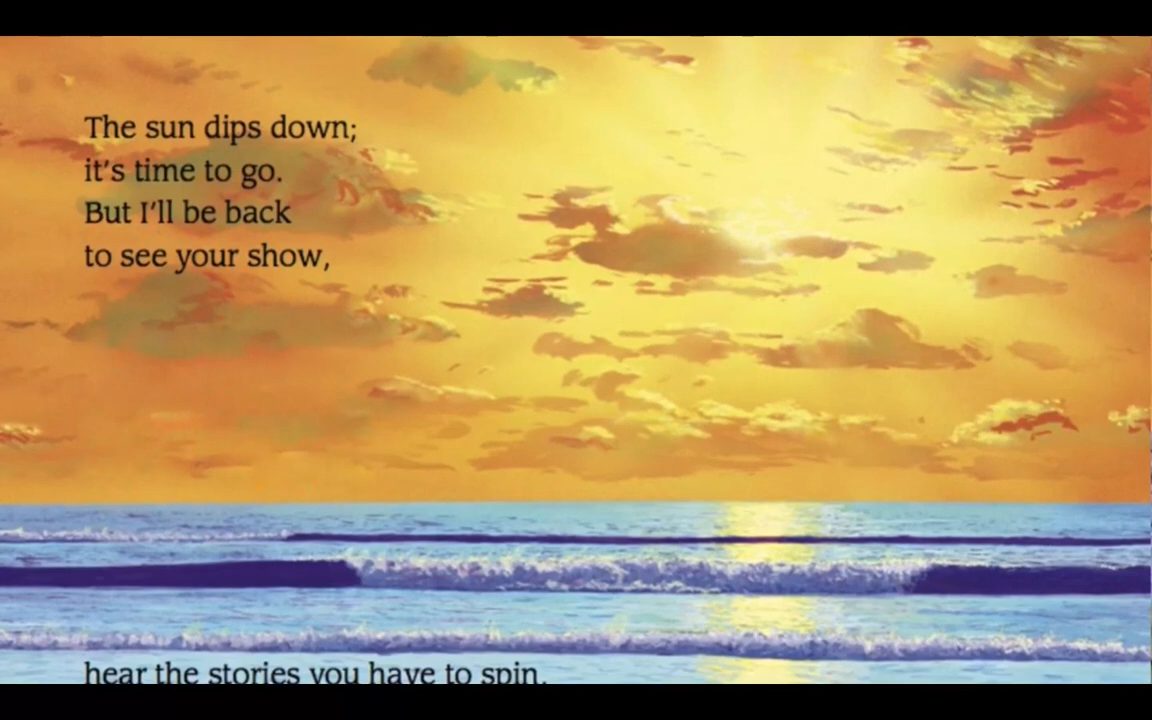 The sun dips down;
it's time to go.
But I'll be back
to see your show,
hear the stories you have to spin,